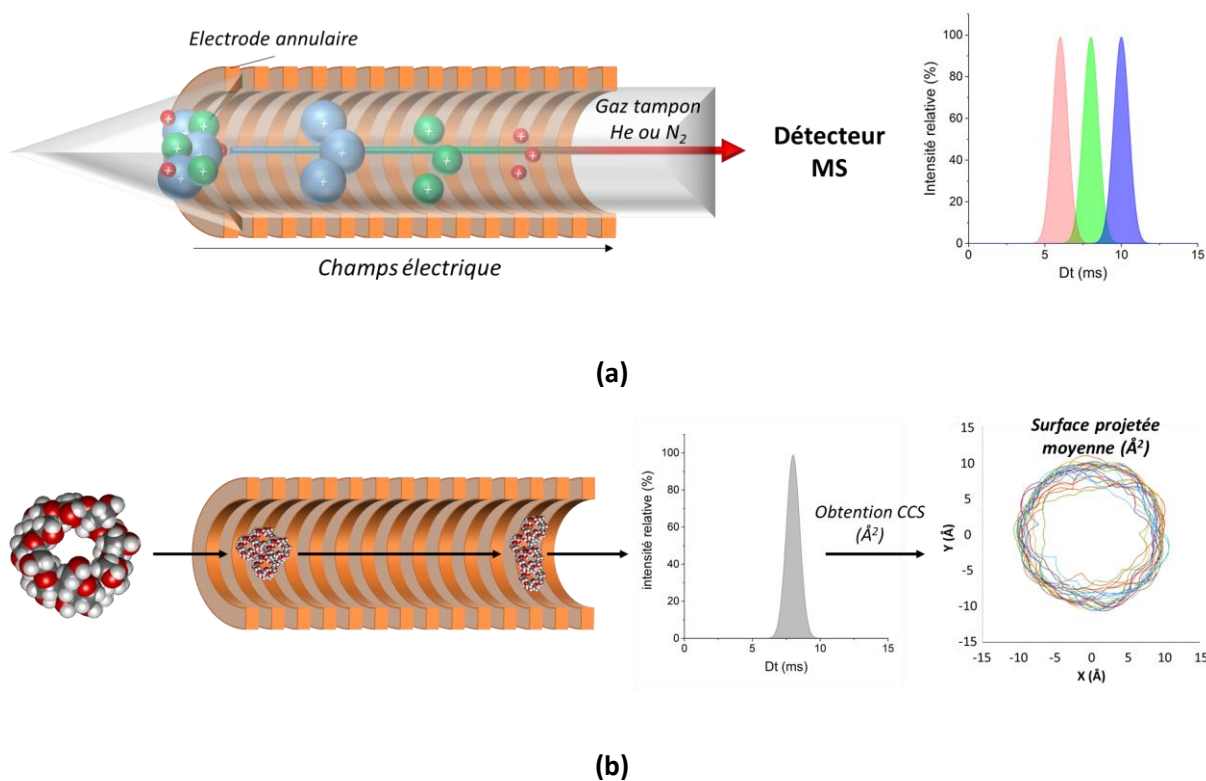 Electrode annulaire
+ + + + + + + + + + + + + + + +
Gaz tampon
He ou N₂
Détecteur
MS
Champs électrique
Intensité relative (%)
100
80
60
40
20
0
0 5 10 15
Dt (ms)
(a)
intensité relative (%)
100
80
60
40
20
0
0 5 10 15
Dt (ms)
Obtention CCS
(Å²)
Surface projetée
moyenne (Å²)
Y (Å)
15
10
5
0
-5
-10
-15
-15 -10 -5 0 5 10 15
X (Å)
(b)